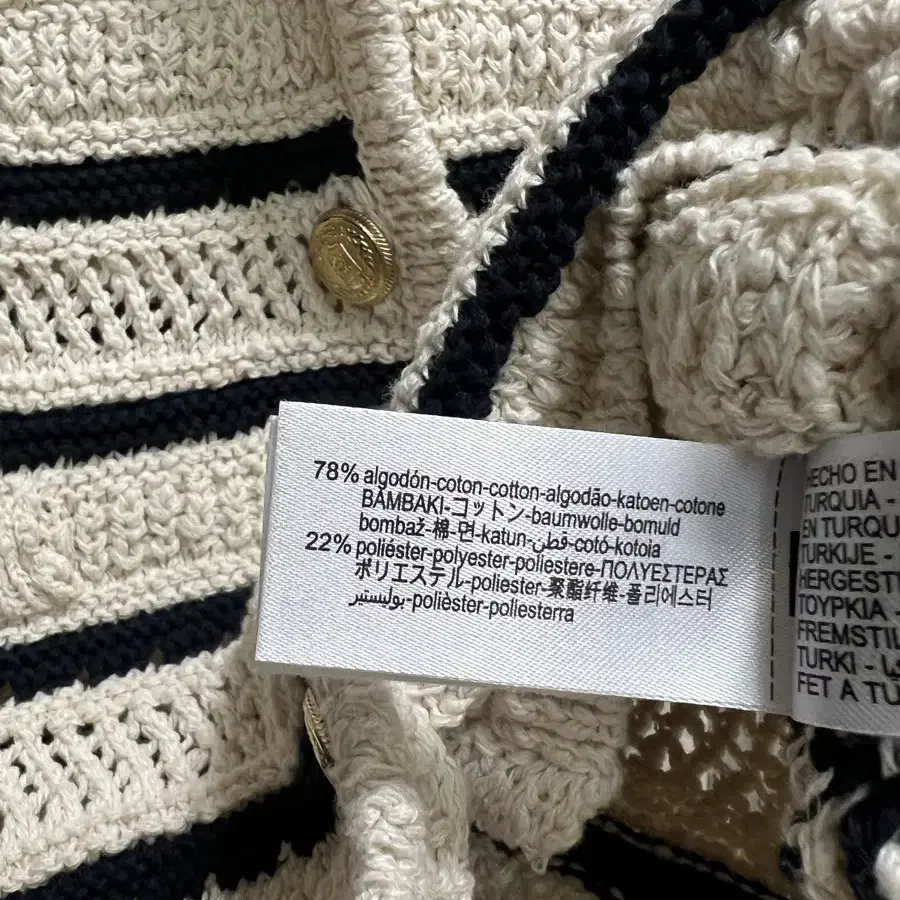 78% algodón-coton-cotton-algodão-katoen-cotone
BAMBAKI-コットン-baumwolle-bomuld
bombaž-棉-면-katun-قطن-cotó-kotoia
22% poliéster-polyester-poliestere-ΠΟΛΥΕΣΤΕΡΑΣ
ポリエステル-poliester-聚酯纤维-폴리에스터
بوليستير-polièster-poliesterra
HECHO EN
TURQUIA -
EN TURQU
TURKIJE -
HERGEST
ΤΟΥΡΚΙΑ -
FREMSTIL
TURKI -
FET A TU